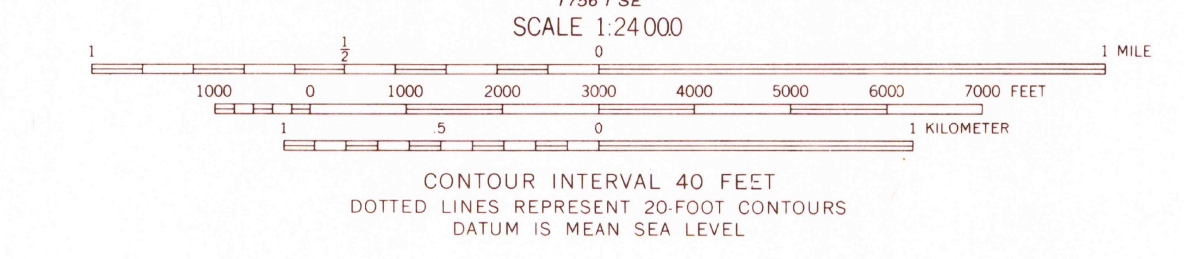 SCALE 1:24 000
1 1/2 0 1 MILE
1000 0 1000 2000 3000 4000 5000 6000 7000 FEET
1 .5 0 1 KILOMETER
CONTOUR INTERVAL 40 FEET
DOTTED LINES REPRESENT 20-FOOT CONTOURS
DATUM IS MEAN SEA LEVEL